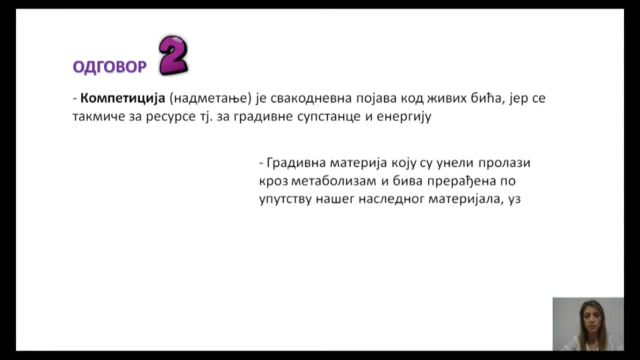 ОДГОВОР 2
- Компетиција (надметање) је свакодневна појава код живих бића, јер се
такмиче за ресурсе тј. за градивне супстанце и енергију
- Градивна материја коју су унели пролази
кроз метаболизам и бива прерађена по
упутству нашег наследног материјала, уз